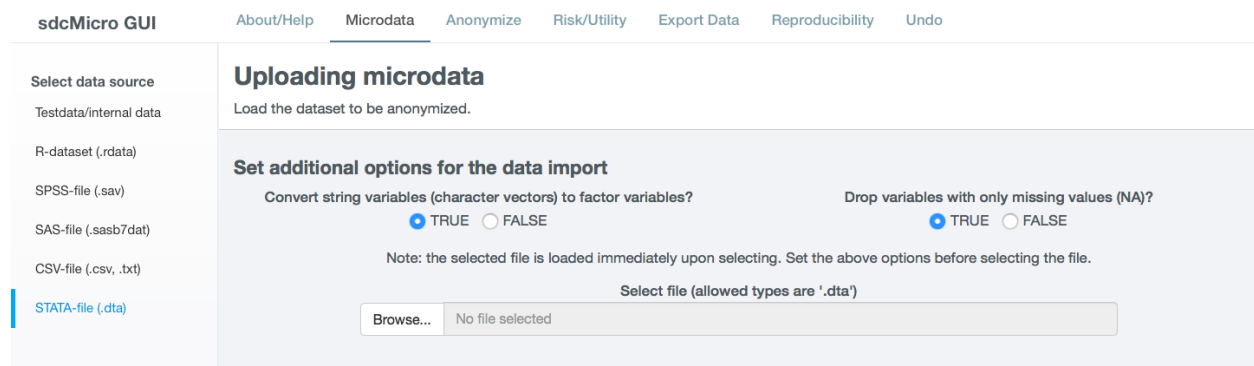 sdcMicro GUI
About/Help Microdata Anonymize Risk/Utility Export Data Reproducibility Undo
Select data source
Testdata/internal data
R-dataset (.rdata)
SPSS-file (.sav)
SAS-file (.sasb7dat)
CSV-file (.csv, .txt)
STATA-file (.dta)
Uploading microdata
Load the dataset to be anonymized.
Set additional options for the data import
Convert string variables (character vectors) to factor variables?
TRUE FALSE
Drop variables with only missing values (NA)?
TRUE FALSE
Note: the selected file is loaded immediately upon selecting. Set the above options before selecting the file.
Select file (allowed types are '.dta')
Browse... No file selected